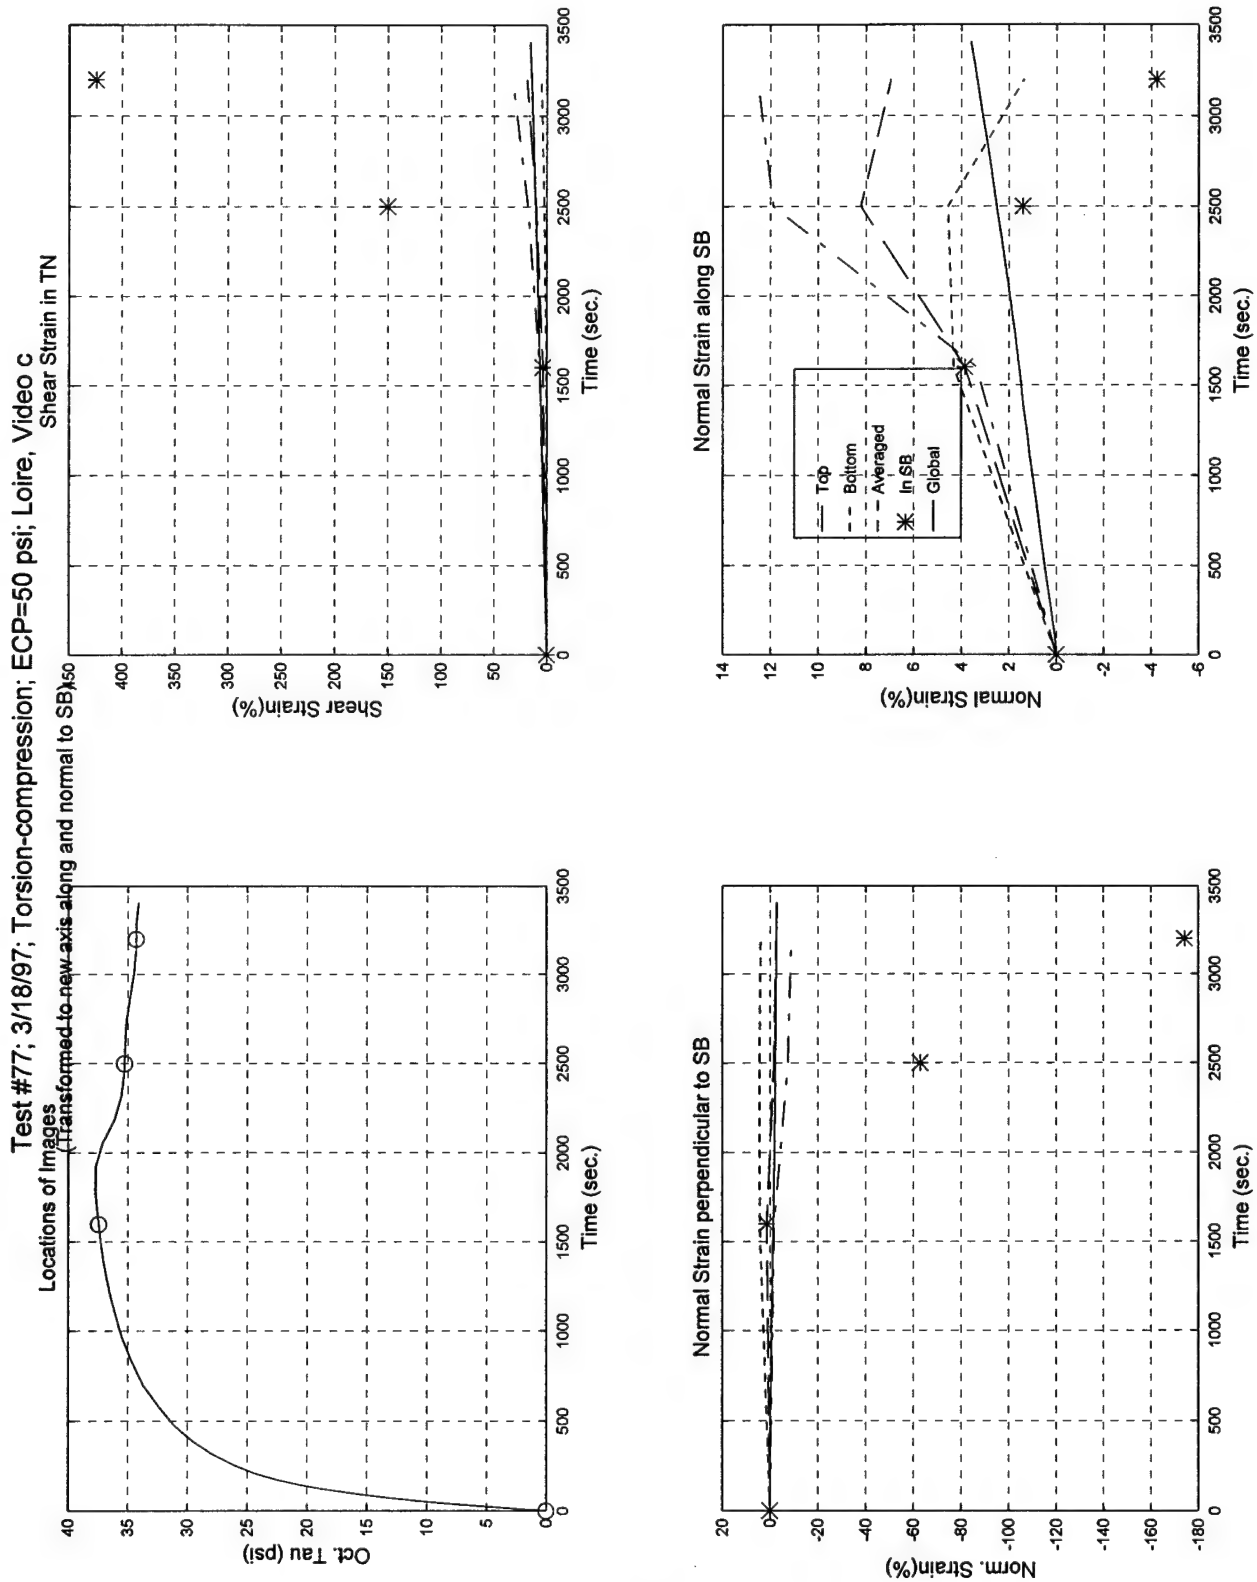 Test #77; 3/18/97; Torsion-compression; ECP=50 psi; Loire, Video c
Locations of Images
(Transformed to new axis along and normal to SB)
40
35
30
25
20
15
10
5
0
Oct. Tau (psi)
0 500 1000 1500 2000 2500 3000 3500
Time (sec.)
Shear Strain in TN
450
400
350
300
250
200
150
100
50
0
Shear Strain(%)
0 500 1000 1500 2000 2500 3000 3500
Time (sec.)
Normal Strain perpendicular to SB
20
0
-20
-40
-60
-80
-100
-120
-140
-160
-180
Norm. Strain(%)
0 500 1000 1500 2000 2500 3000 3500
Time (sec.)
Normal Strain along SB
14
12
10
8
6
4
2
0
-2
-4
-6
Normal Strain(%)
Top
Bottom
Averaged
In SB
Global
0 500 1000 1500 2000 2500 3000 3500
Time (sec.)